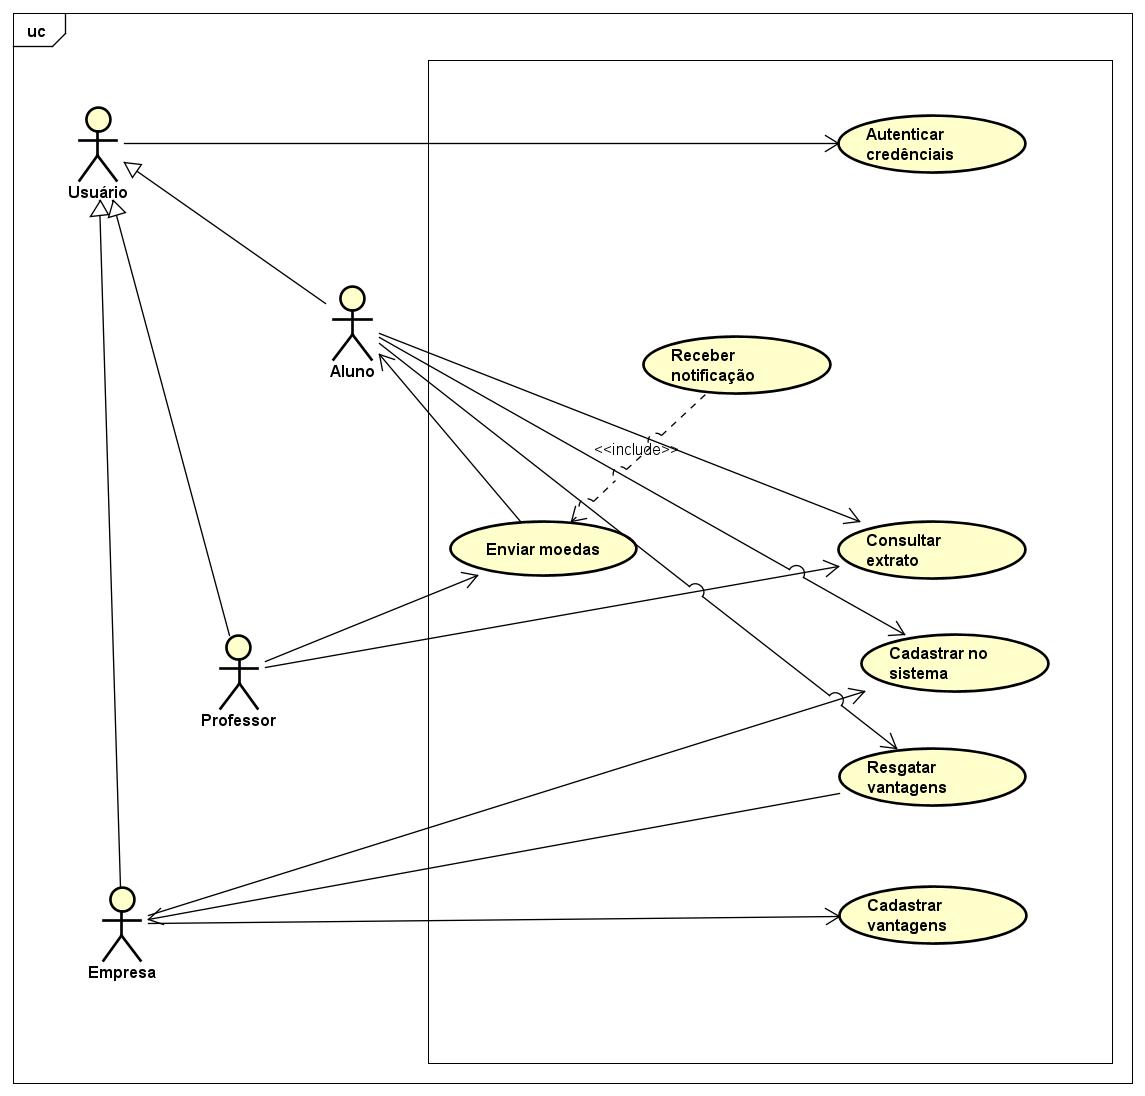 uc
Autenticar
credênciais
Usuário
Aluno
Receber
notificação
<<include>>
Enviar moedas
Consultar
extrato
Cadastrar no
sistema
Professor
Resgatar
vantagens
Cadastrar
vantagens
Empresa